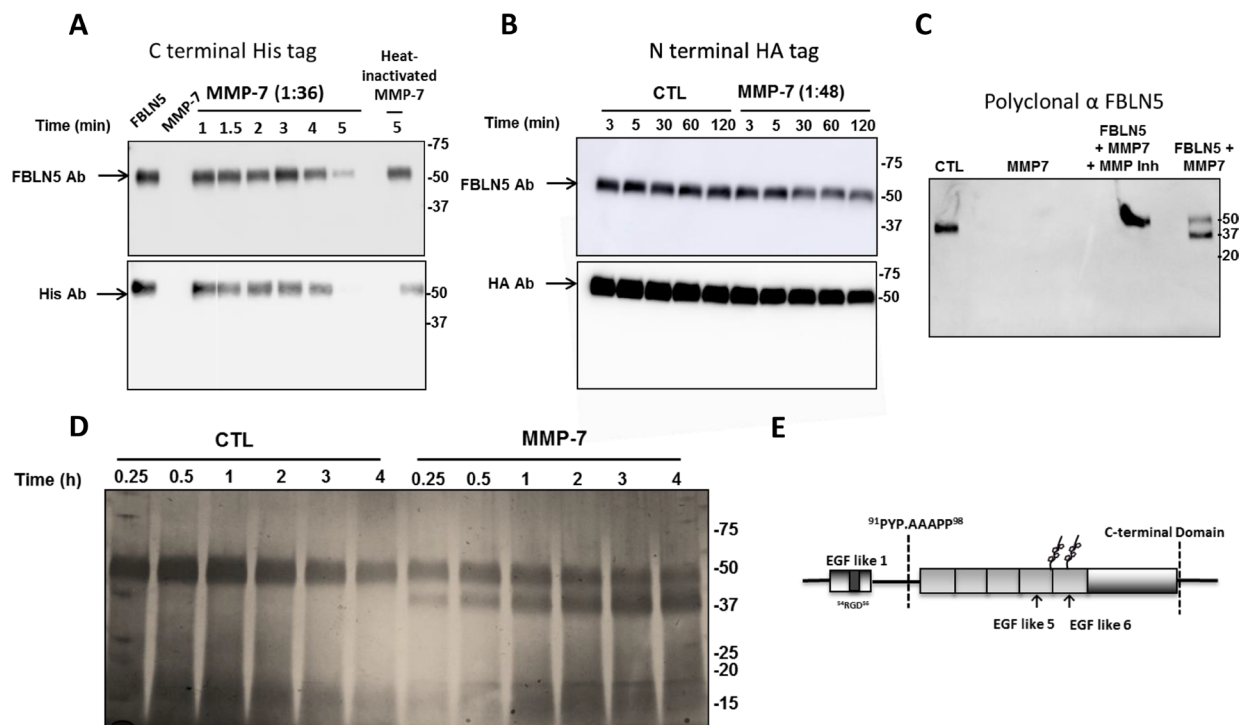 A
C terminal His tag
Heat-
inactivated
MMP-7
FBLN5
MMP-7
MMP-7 (1:36)
Time (min)
1 1.5 2 3 4 5 5
FBLN5 Ab
-75
-50
-37
His Ab
-50
-37
B
N terminal HA tag
CTL MMP-7 (1:48)
Time (min)
3 5 30 60 120 3 5 30 60 120
FBLN5 Ab
-75
-50
-37
HA Ab
-75
-50
C
Polyclonal α FBLN5
CTL
MMP7
FBLN5
+ MMP7
+ MMP Inh
FBLN5 +
MMP7
-50
-37
-20
D
CTL MMP-7
Time (h)
0.25 0.5 1 2 3 4 0.25 0.5 1 2 3 4
-75
-50
-37
-25
-20
-15
E
⁹¹PYP.AAAPP⁹⁸
C-terminal Domain
EGF like 1
⁵⁴RGD⁵⁶
EGF like 5 EGF like 6